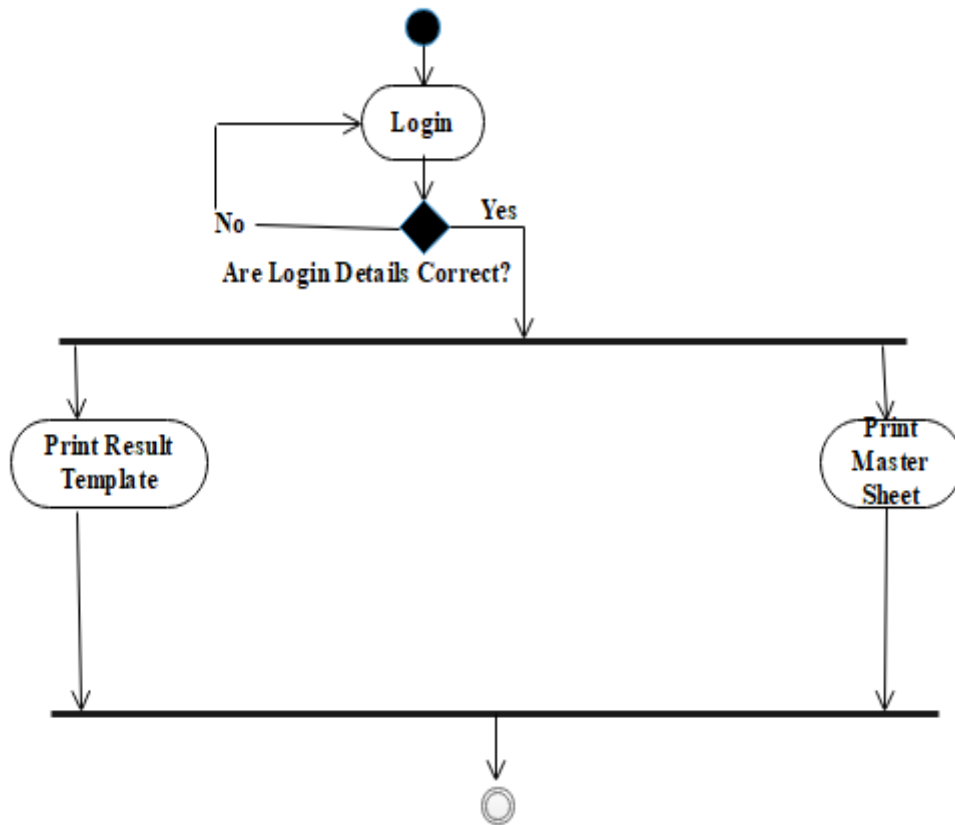 Login
Yes
No
Are Login Details Correct?
Print Result
Template
Print
Master
Sheet